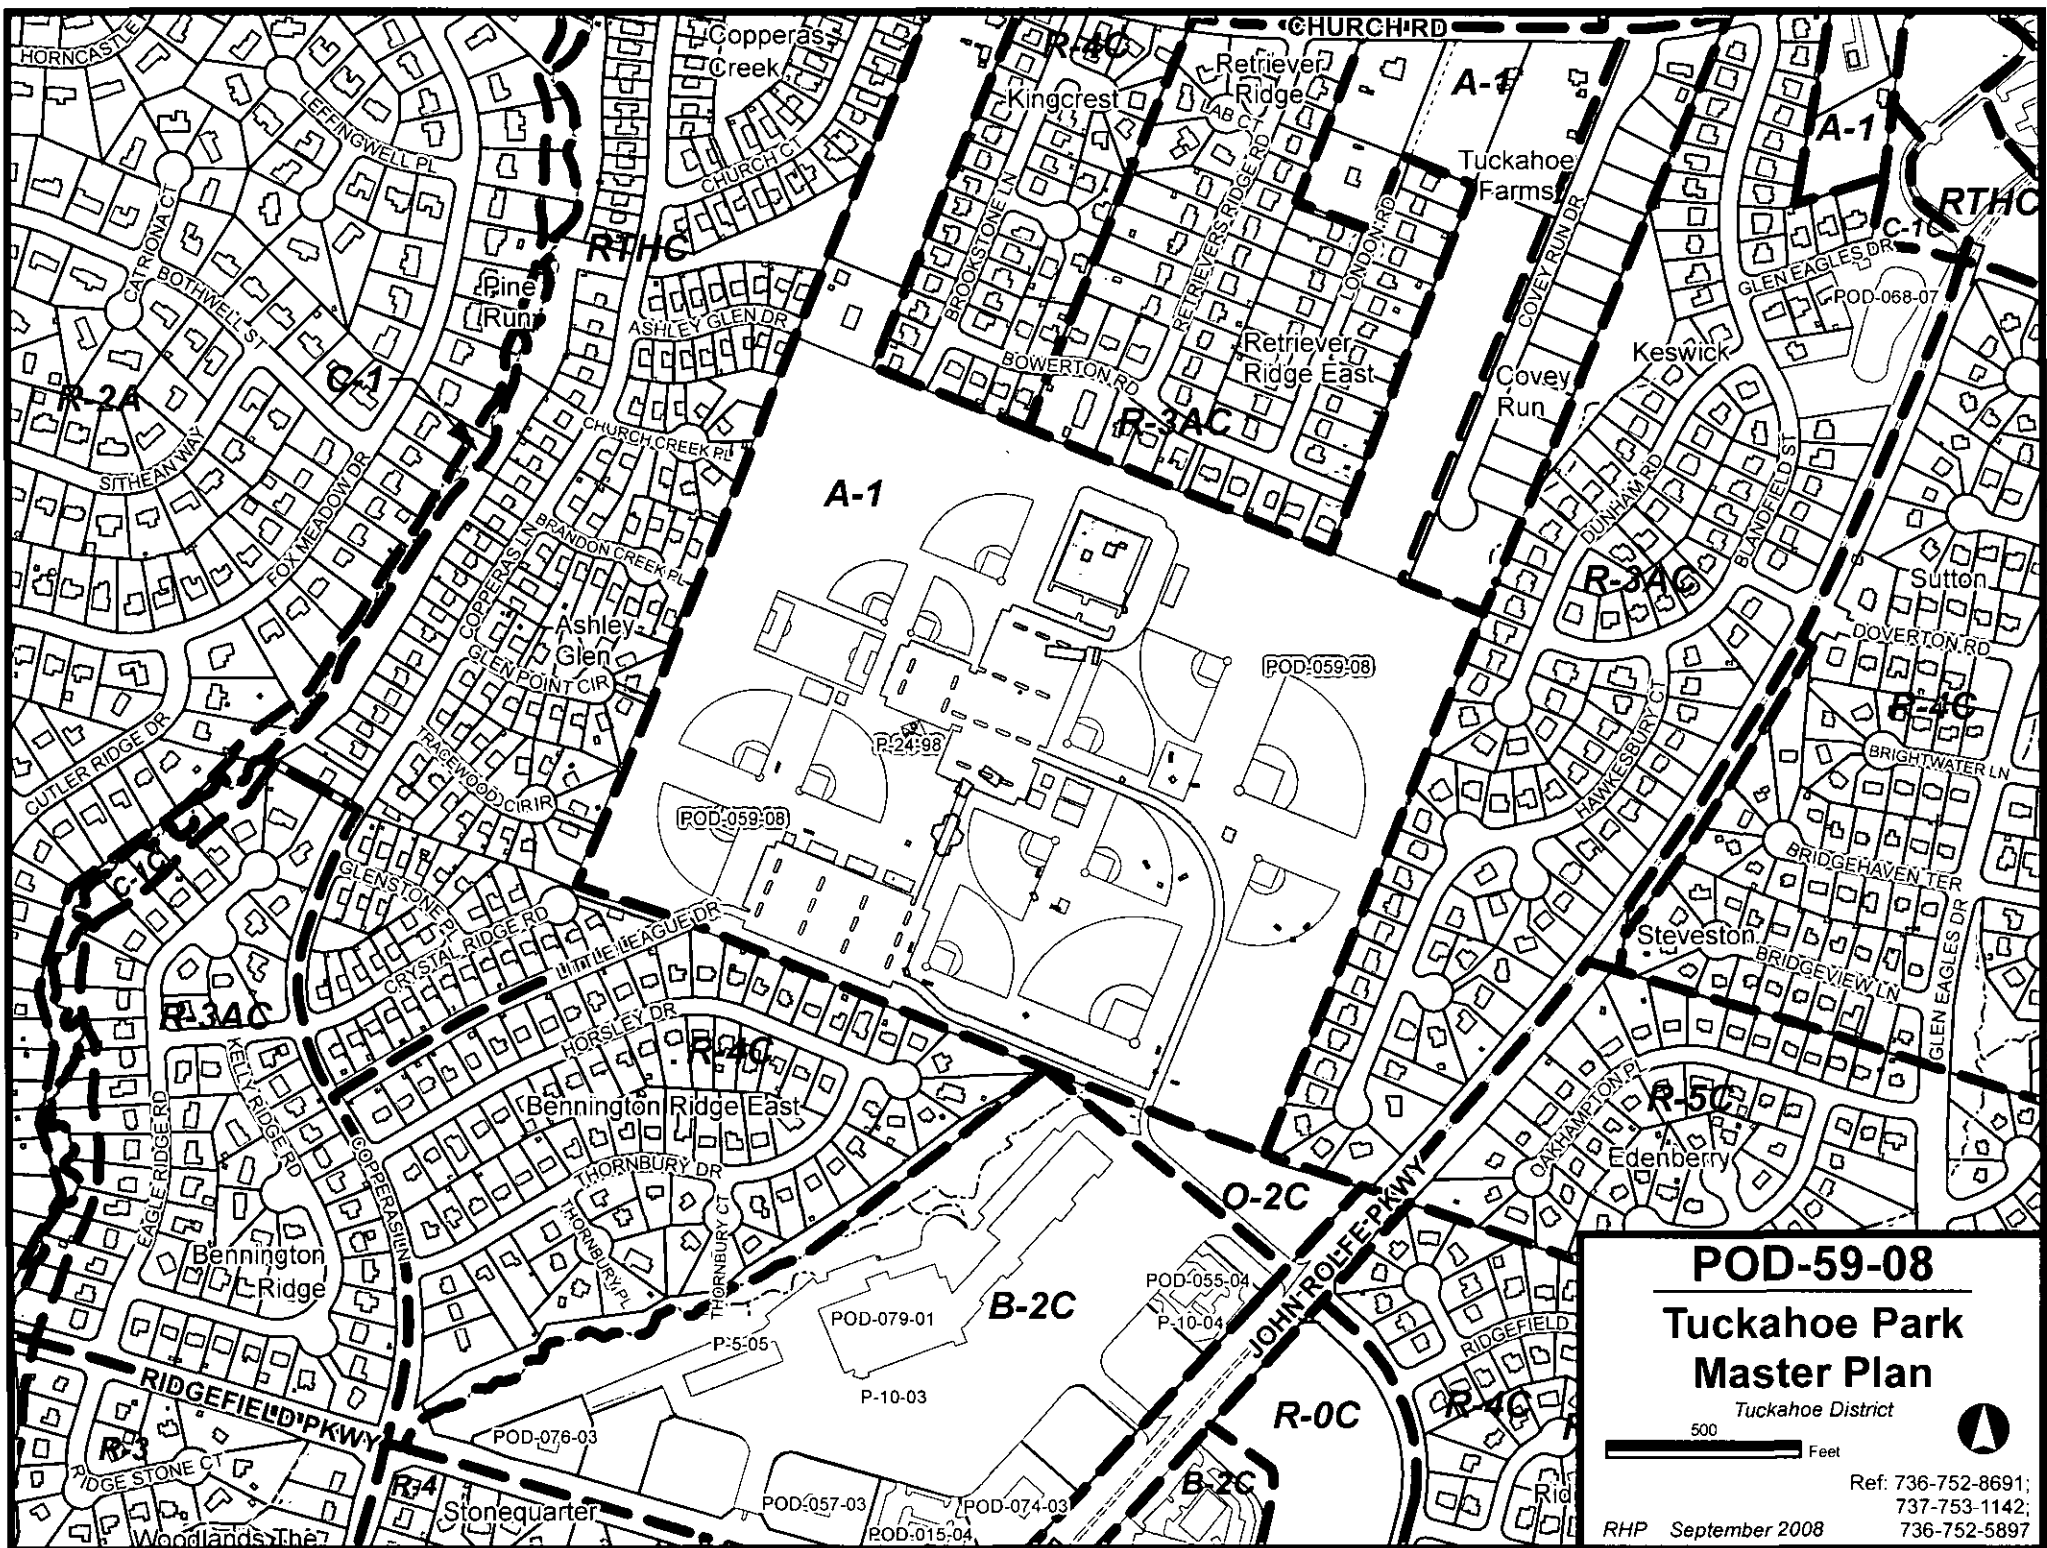 CHURCH RD
HORNCASTLE
Copperas
Creek
R-4C
Kingcrest
Retriever
Ridge
LAB CT
A-1
Tuckahoe
Farms
A-1
RTHC
LEFFINGWELL PL
CHURCH CT
CATRIONA CT
BOTHWELL ST
Pine
Run
RTHC
ASHLEY GLEN DR
BROOKSTONE LN
RETRIEVERS RIDGE RD
LONDON RD
COVEY RUN DR
C-1C
GLEN EAGLES DR
POD-068-07
BOWERTON RD
Retriever
Ridge East
Covey
Run
Keswick
R-2A
C-1
SITHEAN WAY
FOX MEADOW DR
CHURCH CREEK PL
R-3AC
A-1
DUNHAM RD
BLANDFIELD ST
COPPERAS LN
BRANDON CREEK PL
Ashley
Glen
GLEN POINT CIR
R-3AC
Sutton
DOVERTON RD
POD-059-08
R-4C
CUTLER RIDGE DR
TRACEWOOD CIRIR
P-24-98
HAWKESBURY CT
BRIGHTWATER LN
POD-059-08
BRIDGEHAVEN TER
C-1C
GLENSTONE PL
CRYSTAL RIDGE RD
LITTLE LEAGUE DR
Steveston
BRIDGEVIEW LN
GLEN EAGLES DR
R-3AC
HORSLEY DR
R-4C
KELLY RIDGE RD
EAGLE RIDGE RD
Bennington Ridge East
OAKHAMPTON PL
R-5C
Edenberry
COPPERAS LN
THORNBURY DR
THORNBURY PL
THORNBURY CT
O-2C
JOHN ROLFE PKWY
Bennington
Ridge
POD-055-04
P-10-04
B-2C
POD-079-01
P-5-05
P-10-03
RIDGEFIELD
RIDGEFIELD PKWY
R-0C
R-4C
R-3
RIDGE STONE CT
POD-076-03
R-4
Stonequarter
POD-057-03
POD-074-03
POD-015-04
B-2C
Rid
Woodlands The
POD-59-08
Tuckahoe Park
Master Plan
Tuckahoe District
500
Feet
Ref: 736-752-8691;
737-753-1142;
RHP September 2008 736-752-5897